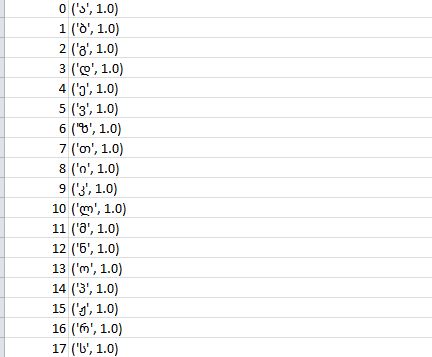 0 ('ა', 1.0)
1 ('ბ', 1.0)
2 ('გ', 1.0)
3 ('დ', 1.0)
4 ('ე', 1.0)
5 ('ვ', 1.0)
6 ('ზ', 1.0)
7 ('თ', 1.0)
8 ('ი', 1.0)
9 ('კ', 1.0)
10 ('ლ', 1.0)
11 ('მ', 1.0)
12 ('ნ', 1.0)
13 ('ო', 1.0)
14 ('პ', 1.0)
15 ('ჟ', 1.0)
16 ('რ', 1.0)
17 ('ს', 1.0)